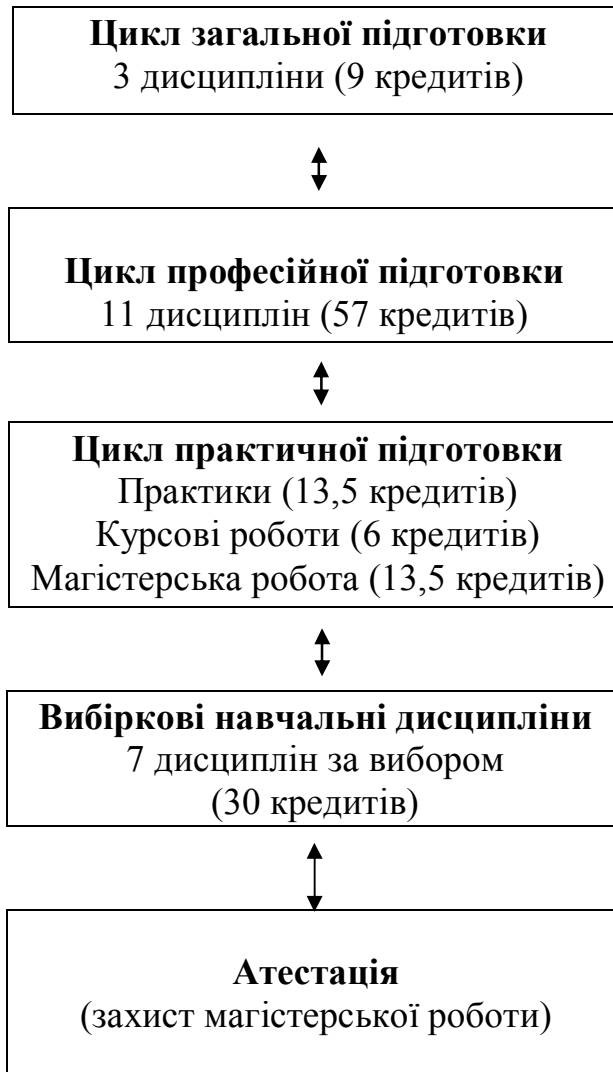 Цикл загальної підготовки
3 дисципліни (9 кредитів)
Цикл професійної підготовки
11 дисциплін (57 кредитів)
Цикл практичної підготовки
Практики (13,5 кредитів)
Курсові роботи (6 кредитів)
Магістерська робота (13,5 кредитів)
Вибіркові навчальні дисципліни
7 дисциплін за вибором
(30 кредитів)
Атестація
(захист магістерської роботи)